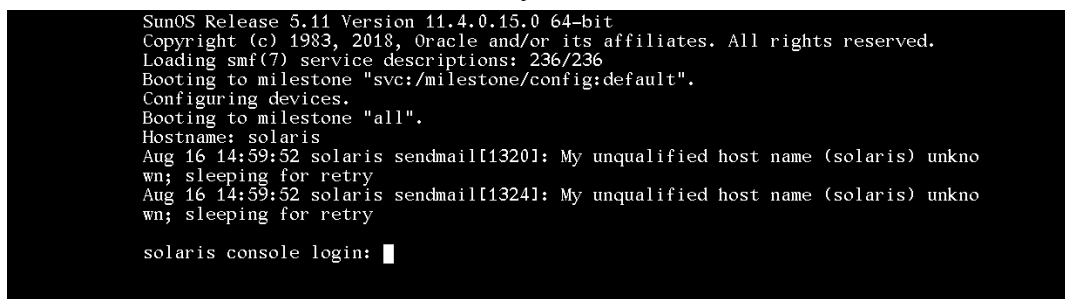 SunOS Release 5.11 Version 11.4.0.15.0 64-bit
Copyright (c) 1983, 2018, Oracle and/or its affiliates. All rights reserved.
Loading smf(7) service descriptions: 236/236
Booting to milestone "svc:/milestone/config:default".
Configuring devices.
Booting to milestone "all".
Hostname: solaris
Aug 16 14:59:52 solaris sendmail[1320]: My unqualified host name (solaris) unkno
wn; sleeping for retry
Aug 16 14:59:52 solaris sendmail[1324]: My unqualified host name (solaris) unkno
wn; sleeping for retry
solaris console login: